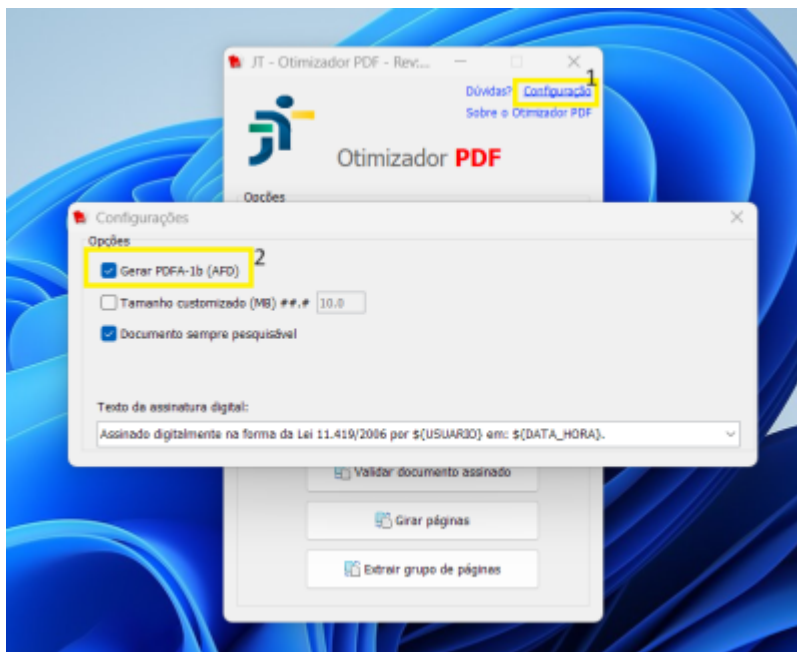 JT - Otimizador PDF - Rev:...
1
Dúvidas? Configuração
Sobre o Otimizador PDF
Otimizador PDF
Opções
Configurações
Opções
2
Gerar PDFA-1b (AFD)
Tamanho customizado (MB) ##.# 10.0
Documento sempre pesquisável
Texto da assinatura digital:
Assinado digitalmente na forma da Lei 11.419/2006 por ${USUARIO} em: ${DATA_HORA}.
Validar documento assinado
Girar páginas
Extrair grupo de páginas